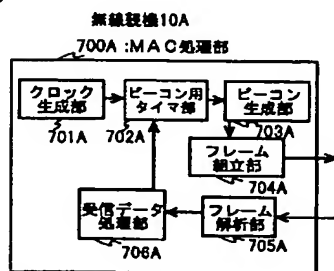 無線親機10A
700A :MAC処理部
クロック
生成部
701A
ビーコン用
タイマ部
702A
ビーコン
生成部
703A
フレーム
組立部
704A
受信データ
処理部
706A
フレーム
解析部
705A